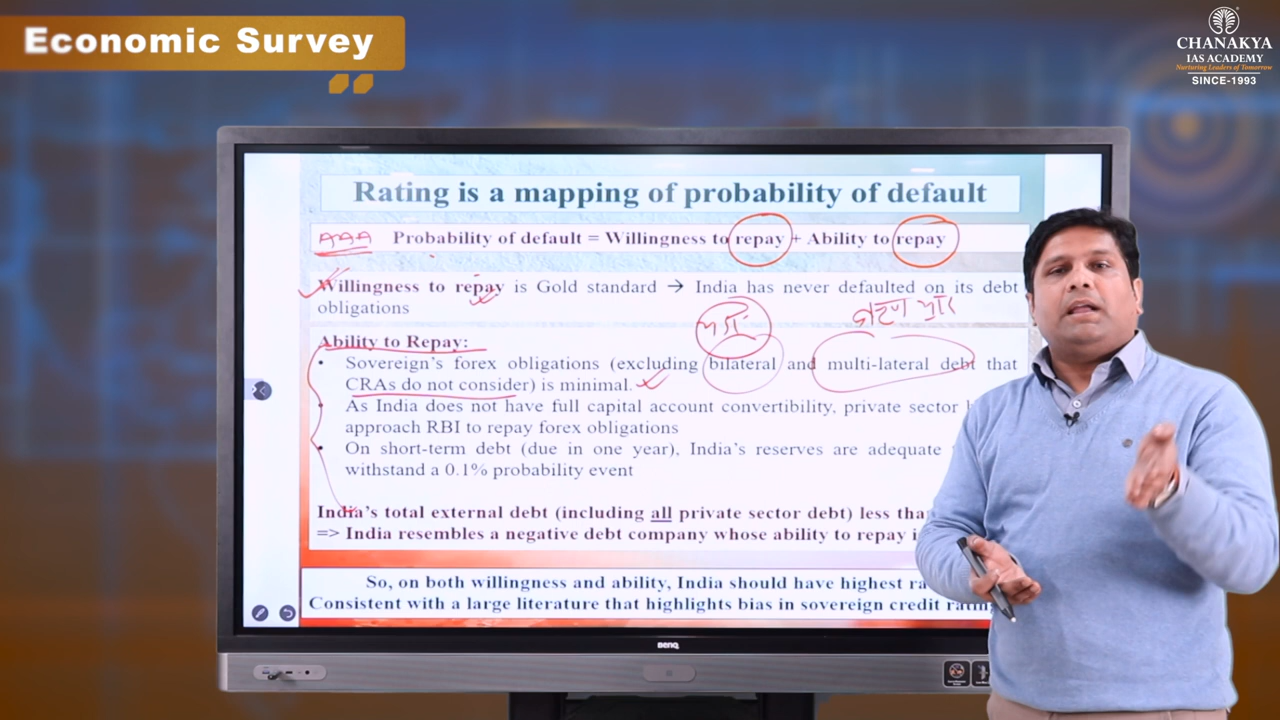 Economic Survey
CHANAKYA
IAS ACADEMY
Nurturing Leaders of Tomorrow
SINCE-1993
Rating is a mapping of probability of default
AAA Probability of default = Willingness to repay + Ability to repay
Willingness to repay is Gold standard → India has never defaulted on its debt
obligations
Ability to Repay:
• Sovereign's forex obligations (excluding bilateral and multi-lateral debt that
CRAs do not consider) is minimal.
• As India does not have full capital account convertibility, private sector
approach RBI to repay forex obligations
• On short-term debt (due in one year), India's reserves are adequate
withstand a 0.1% probability event
India's total external debt (including all private sector debt) less
=> India resembles a negative debt company whose ability to repay
So, on both willingness and ability, India should have highest
Consistent with a large literature that highlights bias in sovereign credit
BenQ